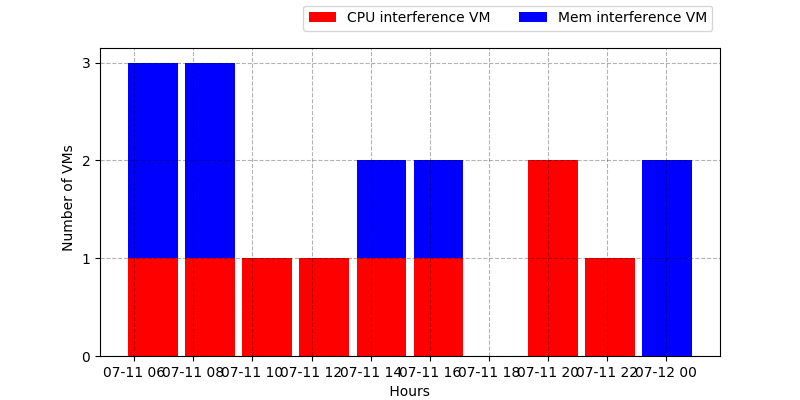 CPU interference VM Mem interference VM
3
2
1
0
Number of VMs
07-11 06 07-11 08 07-11 10 07-11 12 07-11 14 07-11 16 07-11 18 07-11 20 07-11 22 07-12 00
Hours